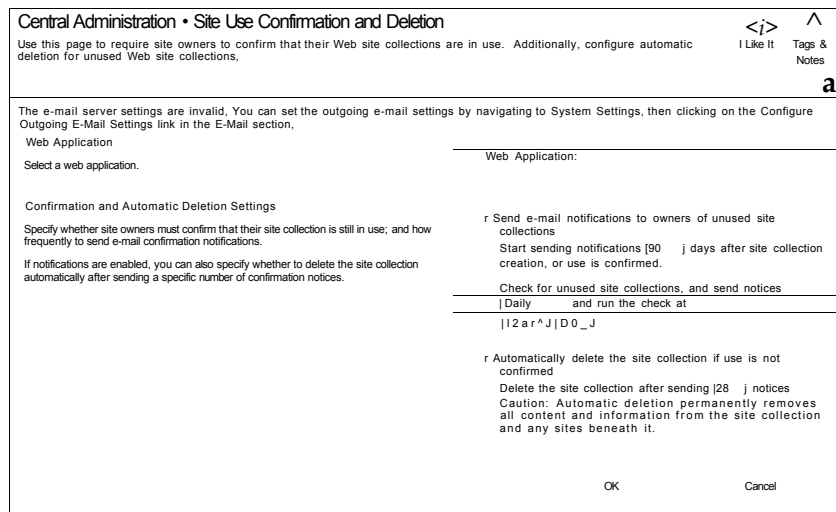 Central Administration • Site Use Confirmation and Deletion
Use this page to require site owners to confirm that their Web site collections are in use. Additionally, configure automatic
deletion for unused Web site collections,
<i> ^
I Like It Tags &
Notes
a
The e-mail server settings are invalid, You can set the outgoing e-mail settings by navigating to System Settings, then clicking on the Configure
Outgoing E-Mail Settings link in the E-Mail section,
Web Application
Select a web application.
Web Application:
Confirmation and Automatic Deletion Settings
Specify whether site owners must confirm that their site collection is still in use; and how
frequently to send e-mail confirmation notifications.
If notifications are enabled, you can also specify whether to delete the site collection
automatically after sending a specific number of confirmation notices.
r Send e-mail notifications to owners of unused site
collections
Start sending notifications [90 j days after site collection
creation, or use is confirmed.
Check for unused site collections, and send notices
|Daily and run the check at
|I2ar^J|D0_J
r Automatically delete the site collection if use is not
confirmed
Delete the site collection after sending |28 j notices
Caution: Automatic deletion permanently removes
all content and information from the site collection
and any sites beneath it.
OK Cancel